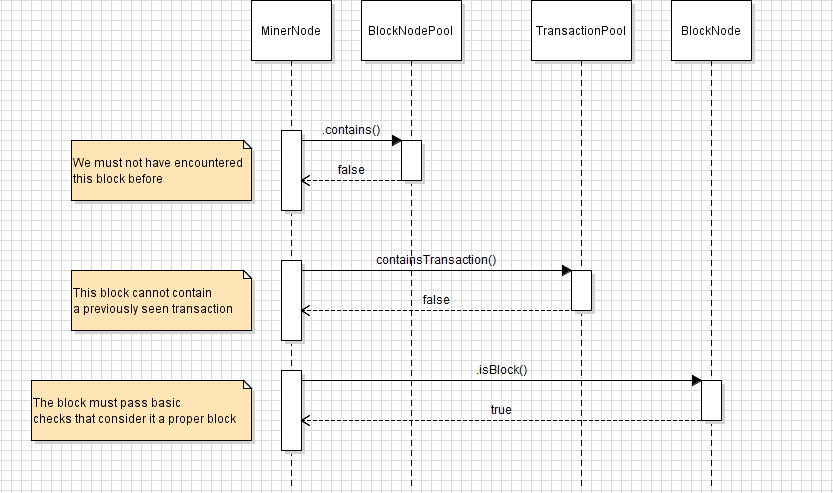 MinerNode
BlockNodePool
TransactionPool
BlockNode
.contains()
We must not have encountered
this block before
false
containsTransaction()
This block cannot contain
a previously seen transaction
false
.isBlock()
The block must pass basic
checks that consider it a proper block
true